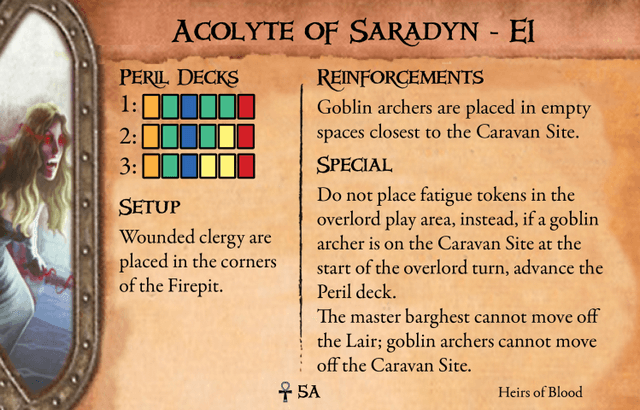 Acolyte of Saradyn - EI
Peril Decks
1:
2:
3:
Setup
Wounded clergy are
placed in the corners
of the Firepit.
Reinforcements
Goblin archers are placed in empty
spaces closest to the Caravan Site.
Special
Do not place fatigue tokens in the
overlord play area, instead, if a goblin
archer is on the Caravan Site at the
start of the overlord turn, advance the
Peril deck.
The master barghest cannot move off
the Lair; goblin archers cannot move
off the Caravan Site.
5A
Heirs of Blood